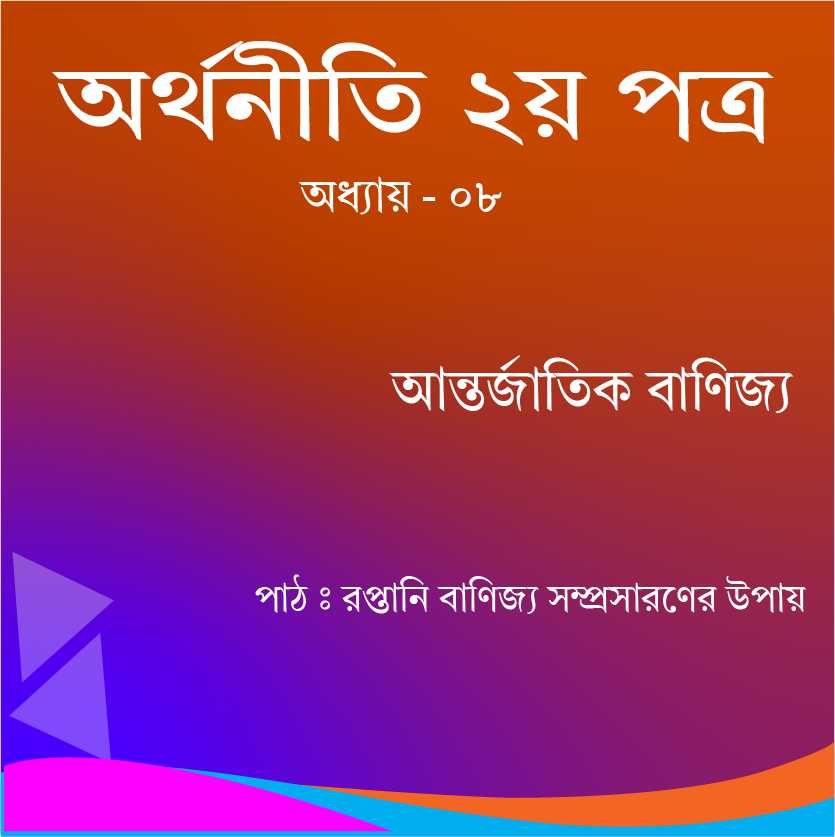 অর্থনীতি ২য় পত্র
অধ্যায় - ০৮
আন্তর্জাতিক বাণিজ্য
পাঠ ঃ রপ্তানি বাণিজ্য সম্প্রসারণের উপায়